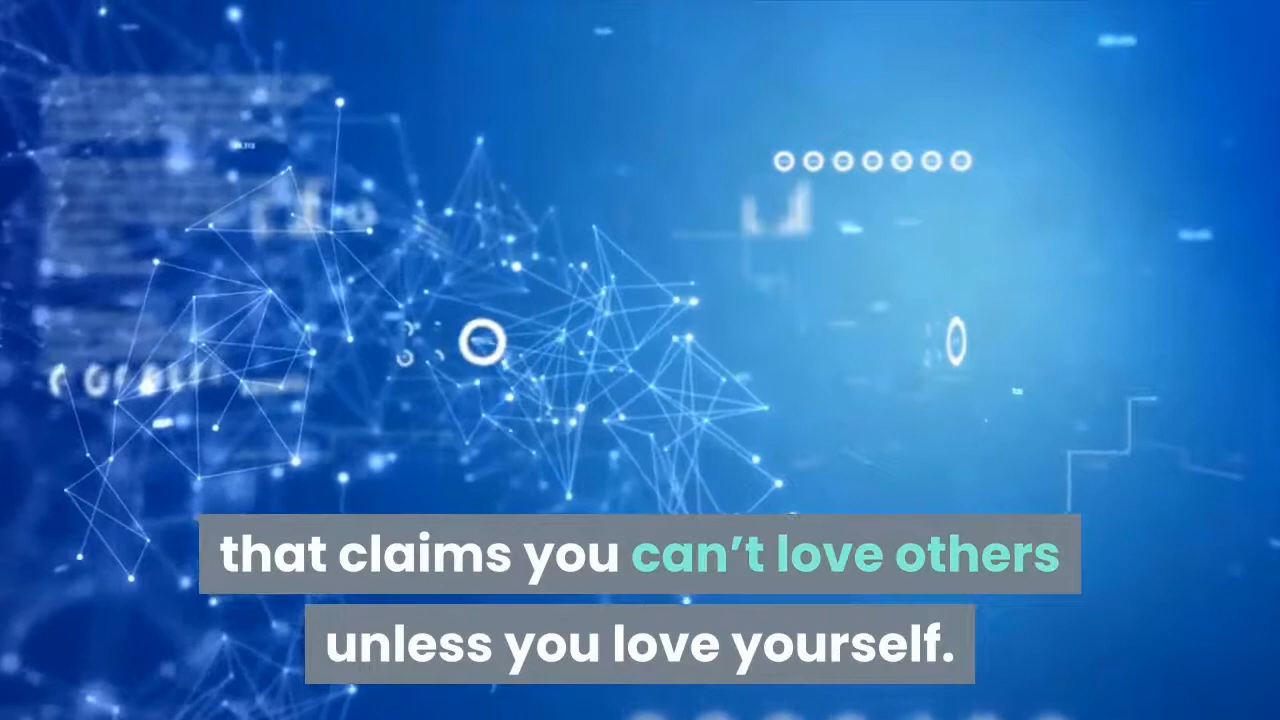 that claims you can’t love others
unless you love yourself.